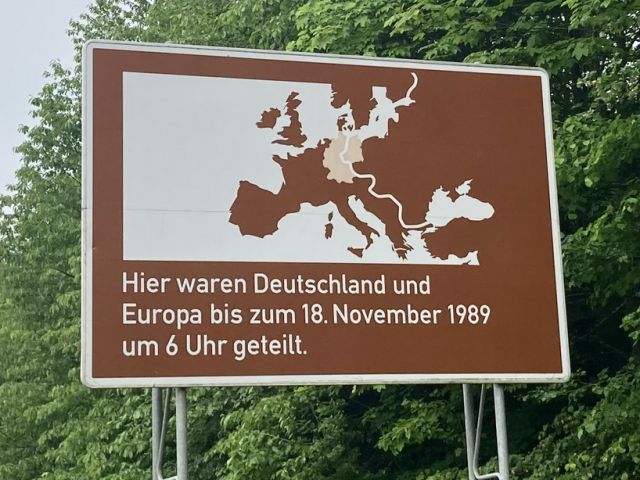 Hier waren Deutschland und
Europa bis zum 18. November 1989
um 6 Uhr geteilt.